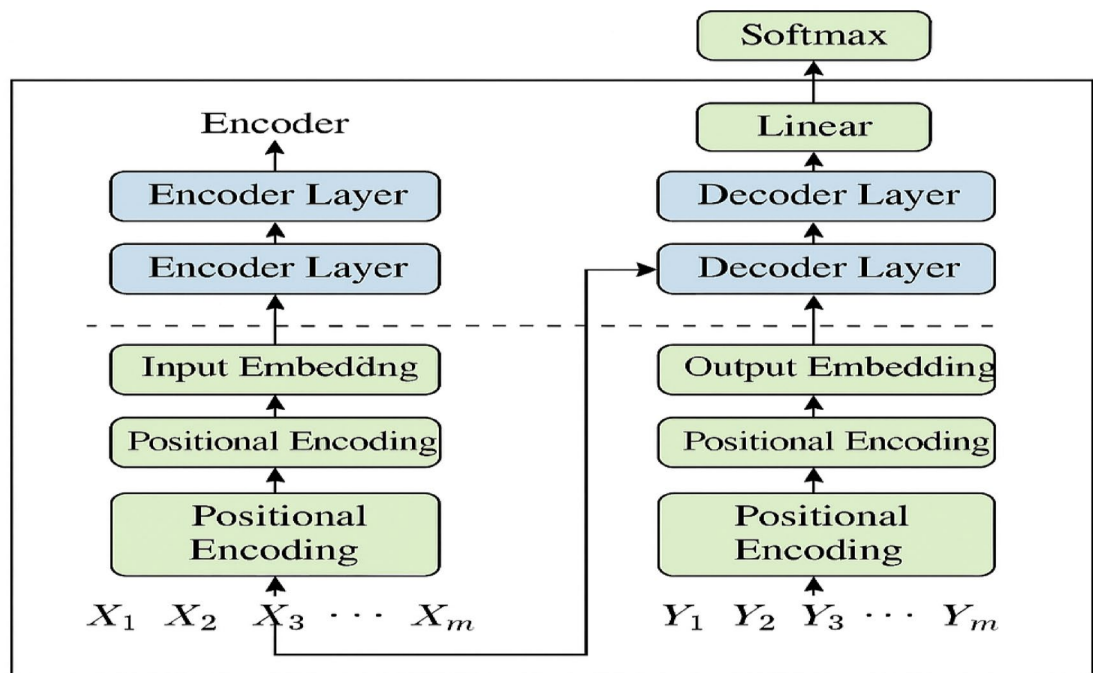 Softmax
Linear
Encoder
Encoder Layer
Decoder Layer
Encoder Layer
Decoder Layer
Input Embedḋng
Output Embedding
Positional Encoding
Positional Encoding
Positional
Encoding
Positional
Encoding
X₁ X₂ X₃ ··· Xₘ
Y₁ Y₂ Y₃ ··· Yₘ